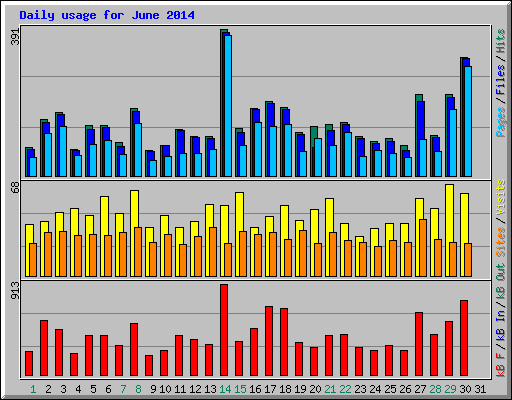 Daily usage for June 2014
391
Pages / Files / Hits
68
Sites / Visits
913
kB F / kB In / kB Out
1 2 3 4 5 6 7 8 9 10 11 12 13 14 15 16 17 18 19 20 21 22 23 24 25 26 27 28 29 30 31